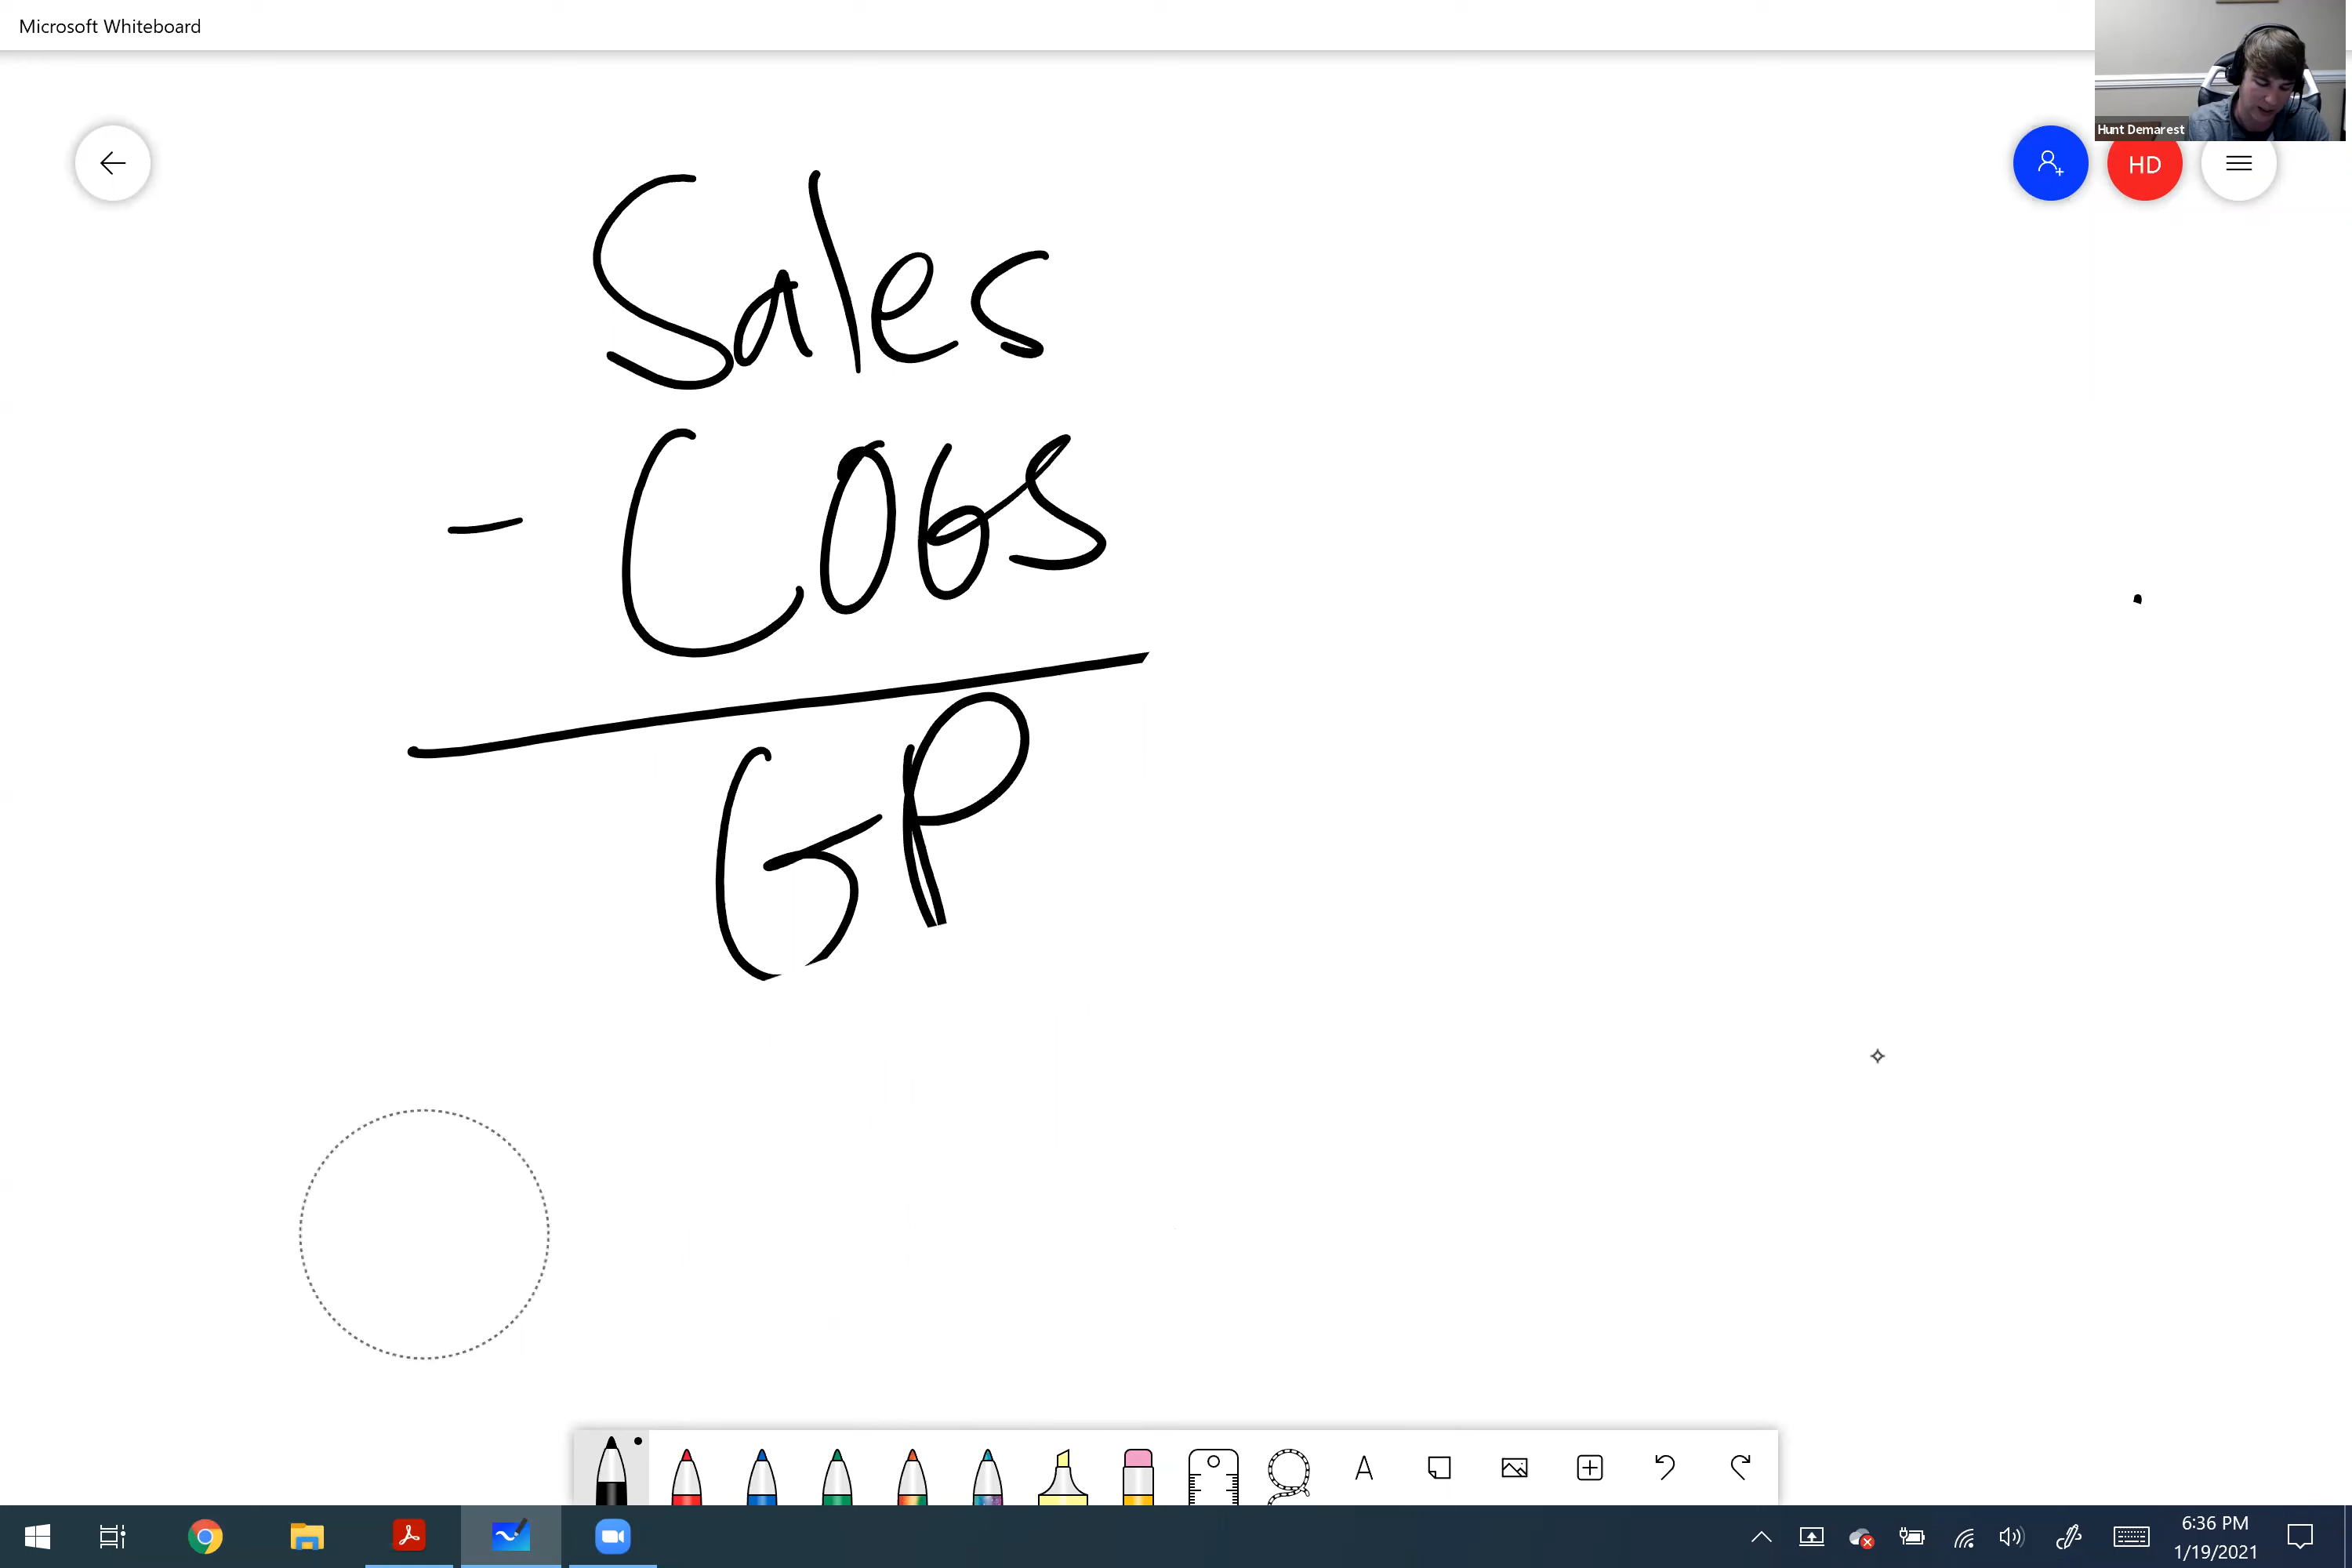 Microsoft Whiteboard
Hunt Demarest
HD
Sales
- COGS
GP
A
6:36 PM
1/19/2021